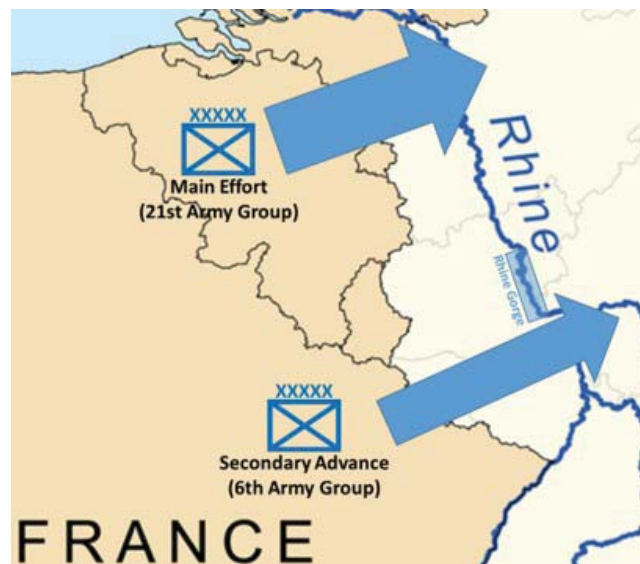 XXXXX
Main Effort
(21st Army Group)
Rhine
Rhine Gorge
XXXXX
Secondary Advance
(6th Army Group)
FRANCE